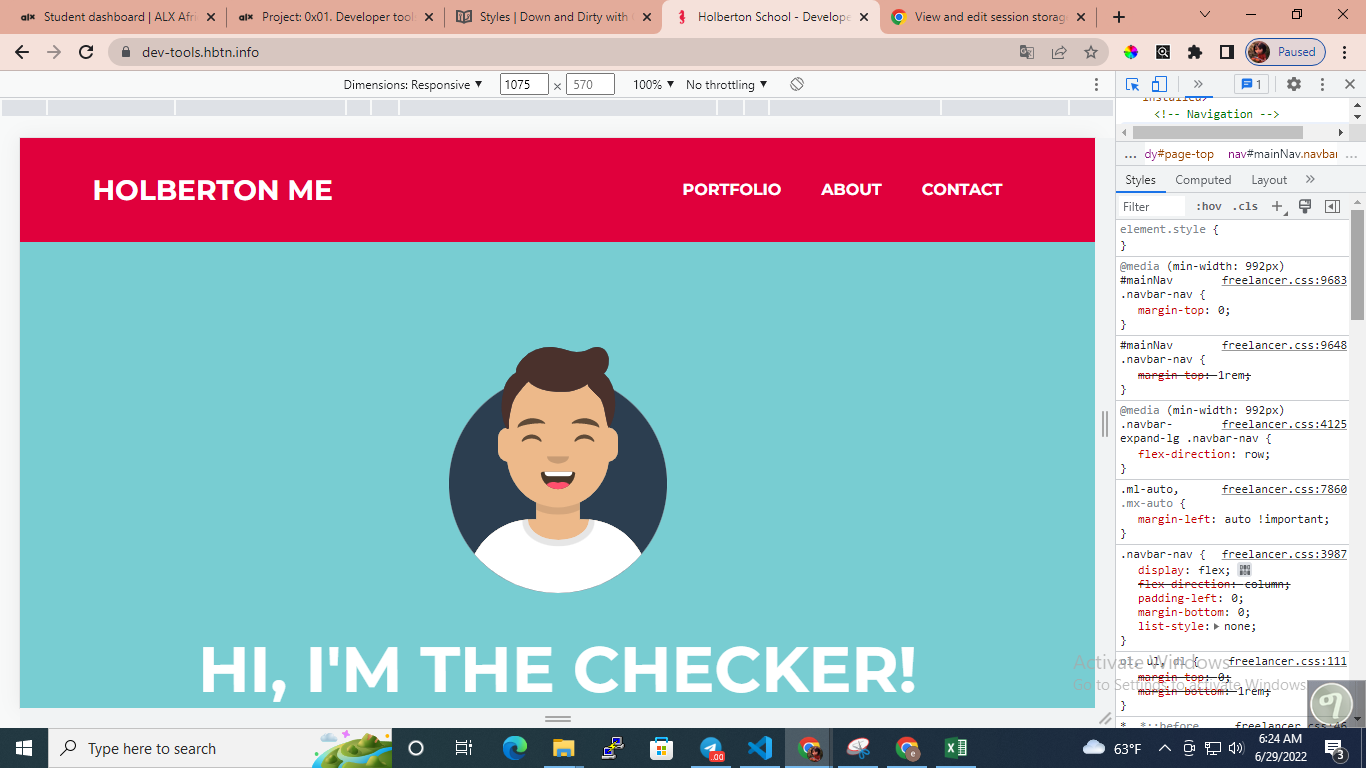 Student dashboard | ALX Afri
Project: 0x01. Developer tool
Styles | Down and Dirty with
Holberton School - Develope
View and edit session storag
dev-tools.hbtn.info
Paused
Dimensions: Responsive
1075
×
570
100%
No throttling
1
<!-- Navigation -->
... dy#page-top nav#mainNav.navbar ...
Styles Computed Layout
Filter :hov .cls
element.style {
}
@media (min-width: 992px)
#mainNav freelancer.css:9683
.navbar-nav {
margin-top: 0;
}
#mainNav freelancer.css:9648
.navbar-nav {
margin-top: 1rem;
}
@media (min-width: 992px)
.navbar- freelancer.css:4125
expand-lg .navbar-nav {
flex-direction: row;
}
.ml-auto, freelancer.css:7860
.mx-auto {
margin-left: auto !important;
}
.navbar-nav { freelancer.css:3987
display: flex;
flex-direction: column;
padding-left: 0;
margin-bottom: 0;
list-style: none;
}
ol, ul, dl { freelancer.css:111
margin-top: 0;
margin-bottom: 1rem;
}
*, *::before, freelancer.css:46
HOLBERTON ME
PORTFOLIO ABOUT CONTACT
HI, I'M THE CHECKER!
Activate Windows
Go to Settings to activate Windows.
Type here to search
63°F
6:24 AM
6/29/2022
3